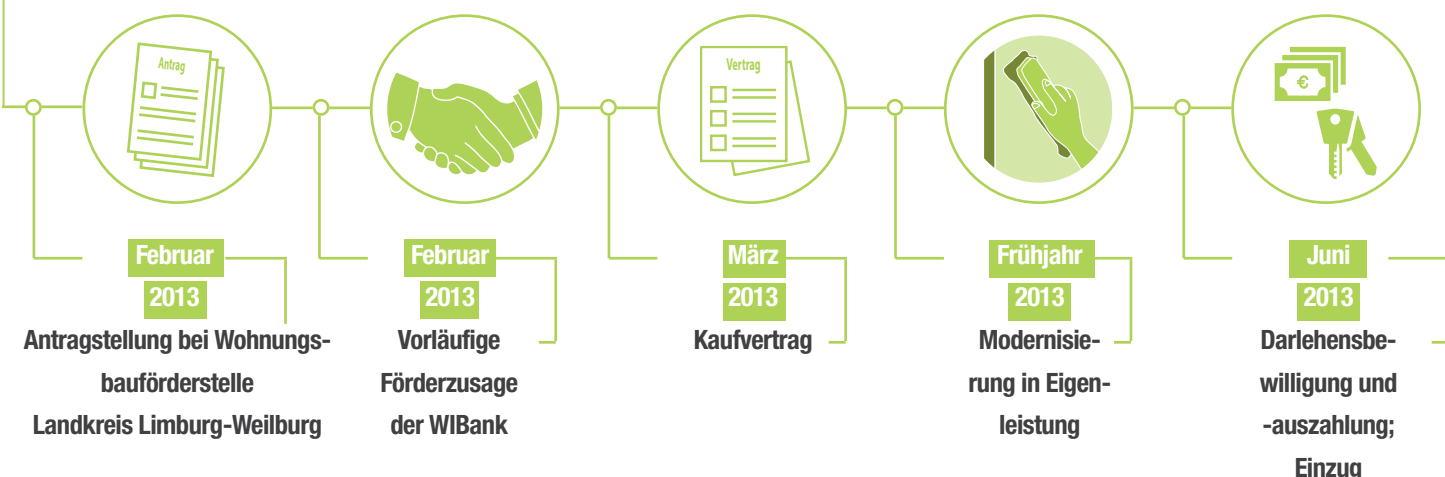 Antrag
Februar
2013
Antragstellung bei Wohnungs-
bauförderstelle
Landkreis Limburg-Weilburg
Februar
2013
Vorläufige
Förderzusage
der WIBank
Vertrag
März
2013
Kaufvertrag
Frühjahr
2013
Modernisie-
rung in Eigen-
leistung
€
Juni
2013
Darlehensbe-
willigung und
-auszahlung;
Einzug